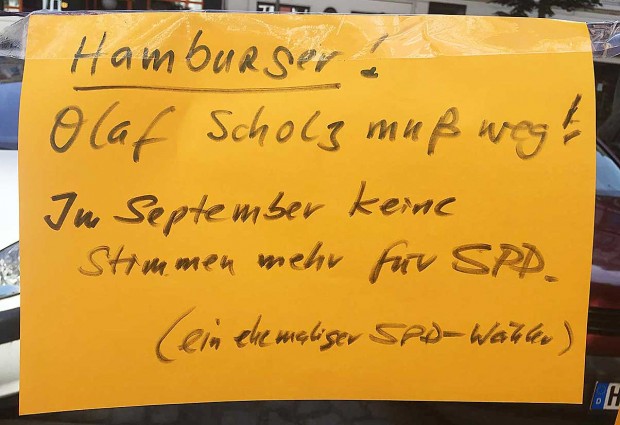 Hamburger!
Olaf Scholz muß weg!
Im September keine
Stimmen mehr für SPD.
(ein ehemaliger SPD-Wähler)
D H